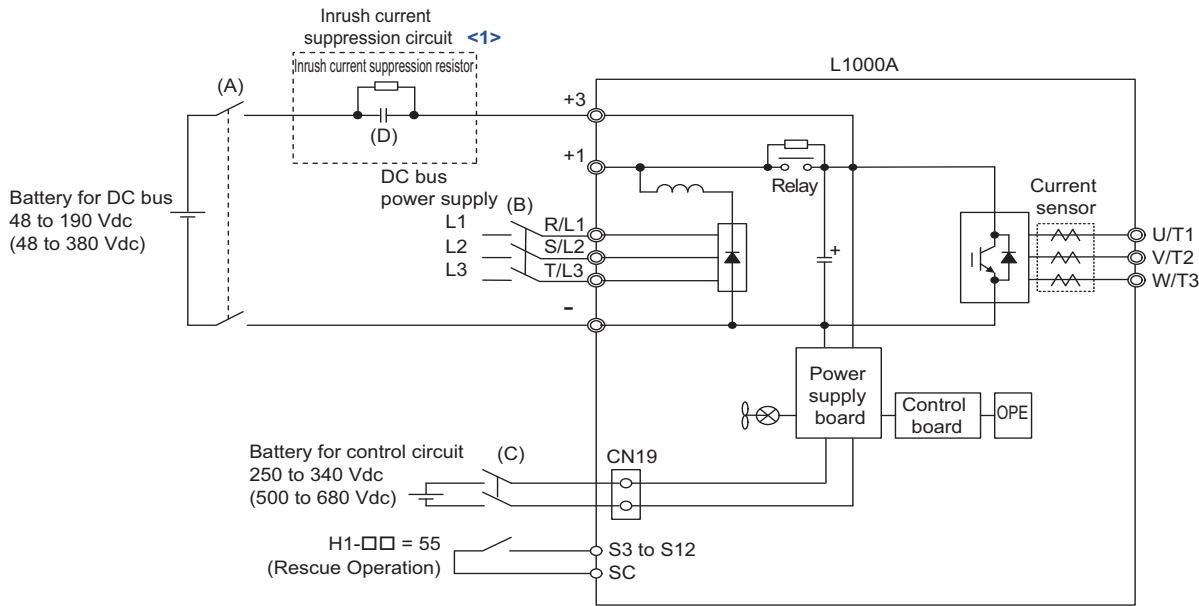 Inrush current
suppression circuit <1>
Inrush current suppression resistor
L1000A
(A)
(D)
+3
+1
DC bus
power supply
(B)
Relay
Current
sensor
Battery for DC bus
48 to 190 Vdc
(48 to 380 Vdc)
L1
L2
L3
R/L1
S/L2
T/L3
+
U/T1
V/T2
W/T3
-
Power
supply
board
Control
board
OPE
Battery for control circuit
250 to 340 Vdc
(500 to 680 Vdc)
(C)
CN19
H1-□□ = 55
(Rescue Operation)
S3 to S12
SC